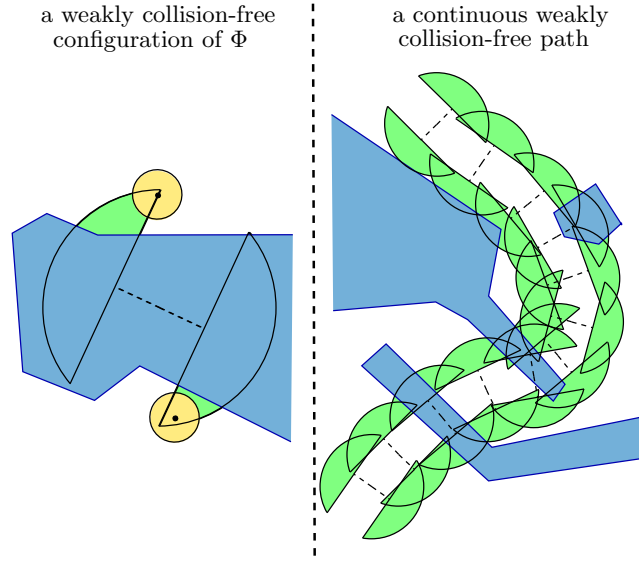 a weakly collision-free
configuration of Φ
a continuous weakly
collision-free path